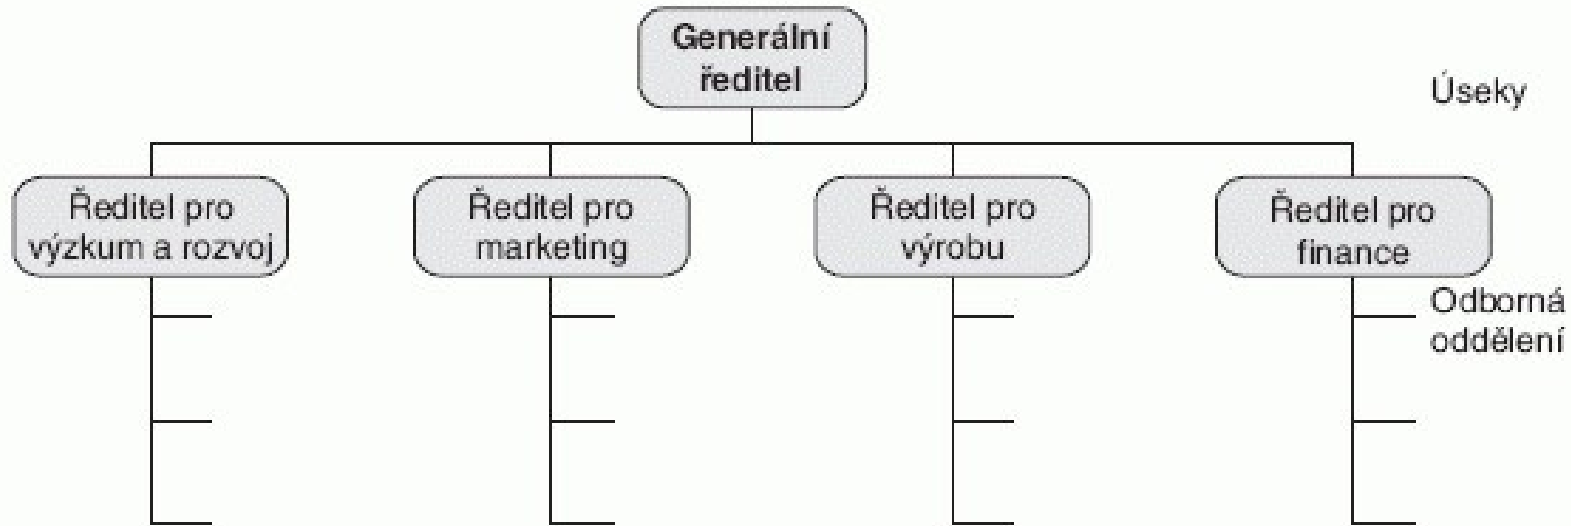 Generální
ředitel
Úseky
Ředitel pro
výzkum a rozvoj
Ředitel pro
marketing
Ředitel pro
výrobu
Ředitel pro
finance
Odborná
oddělení